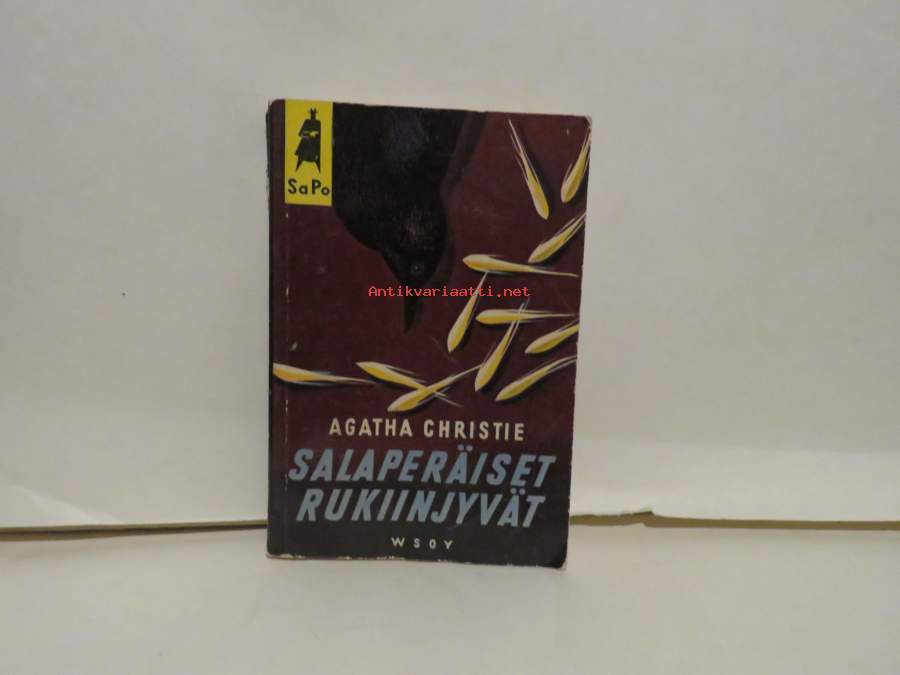 SaPo
Antikvariaatti.net
AGATHA CHRISTIE
SALAPERÄISET
RUKIINJYVÄT
WSOY